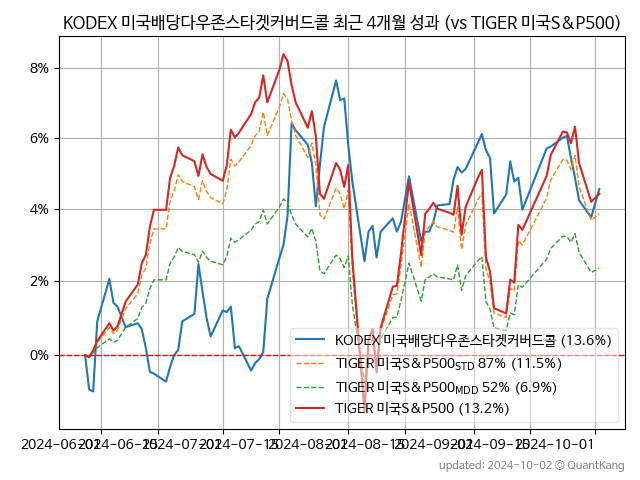 KODEX 미국배당다우존스타겟커버드콜 최근 4개월 성과 (vs TIGER 미국S&P500)
8%
6%
4%
2%
0%
KODEX 미국배당다우존스타겟커버드콜 (13.6%)
TIGER 미국S&P500STD 87% (11.5%)
TIGER 미국S&P500MDD 52% (6.9%)
TIGER 미국S&P500 (13.2%)
2024-06-01 2024-06-15 2024-07-01 2024-07-15 2024-08-01 2024-08-15 2024-09-01 2024-09-15 2024-10-01
updated: 2024-10-02 © QuantKang